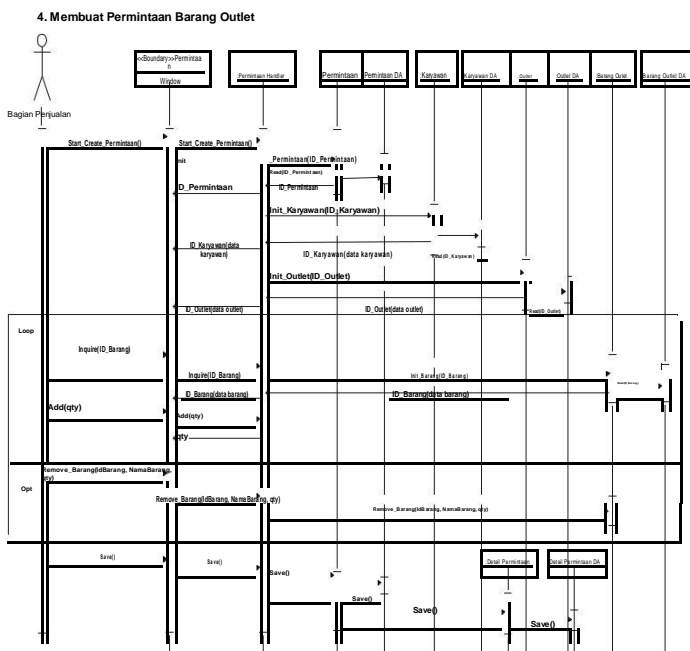 4. Membuat Permintaan Barang Outlet
<<Boundary>>Permintaa
n
Window
:Permintaan Handler
Permintaan
Permintaan DA
:Karyawan
Karyawan DA
:Outlet
:Outlet DA
:Barang Outlet
Barang Outlet DA
Bagian Penjualan
Start_Create_Permintaan()
Start_Create_Permintaan()
Init
_Permintaan(ID_Permintaan)
Read(ID_Permintaan)
ID_Permintaan
ID_Permintaan
Init_Karyawan(ID_Karyawan)
ID_Karyawan(data
karyawan)
ID_Karyawan(data karyawan)
Read(ID_Karyawan)
Init_Outlet(ID_Outlet)
ID_Outlet(data outlet)
ID_Outlet(data outlet)
Read(ID_Outlet)
Loop
Inquire(ID_Barang)
Inquire(ID_Barang)
Init_Barang(ID_Barang)
ID_Barang(data barang)
ID_Barang(data barang)
Add(qty)
Add(qty)
qty
Remove_Barang(IdBarang, NamaBarang,
qty)
Opt
Remove_Barang(IdBarang, NamaBarang, qty)
Remove_Barang(IdBarang, NamaBarang, qty)
Save()
Save()
Save()
:Detail Permintaan
Detail Permintaan DA
Save()
Save()
Save()